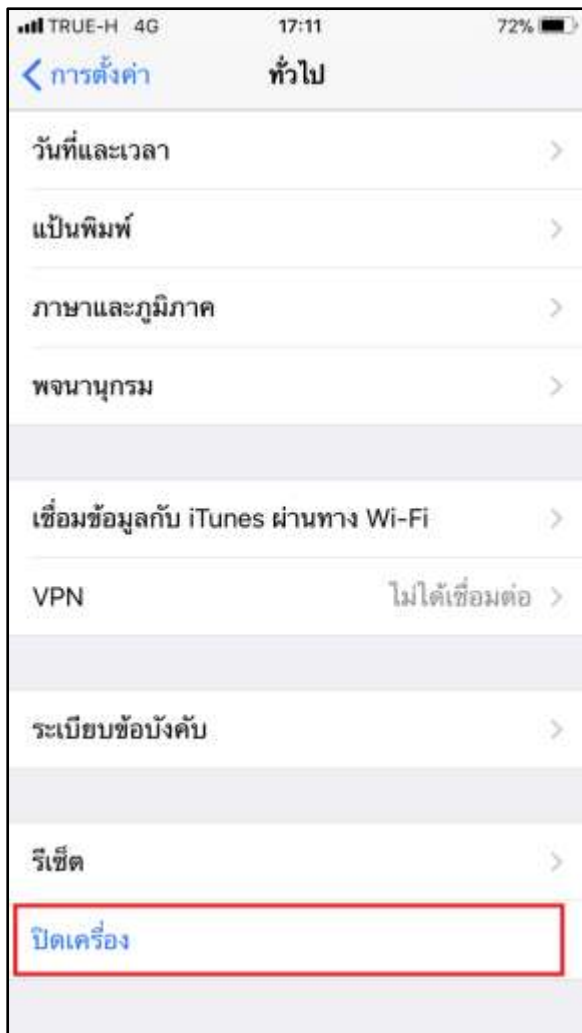 TRUE-H 4G 17:11 72%
การตั้งค่า ทั่วไป
วันที่และเวลา
แป้นพิมพ์
ภาษาและภูมิภาค
พจนานุกรม
เชื่อมข้อมูลกับ iTunes ผ่านทาง Wi-Fi
VPN ไม่ได้เชื่อมต่อ
ระเบียบข้อบังคับ
รีเซ็ต
ปิดเครื่อง